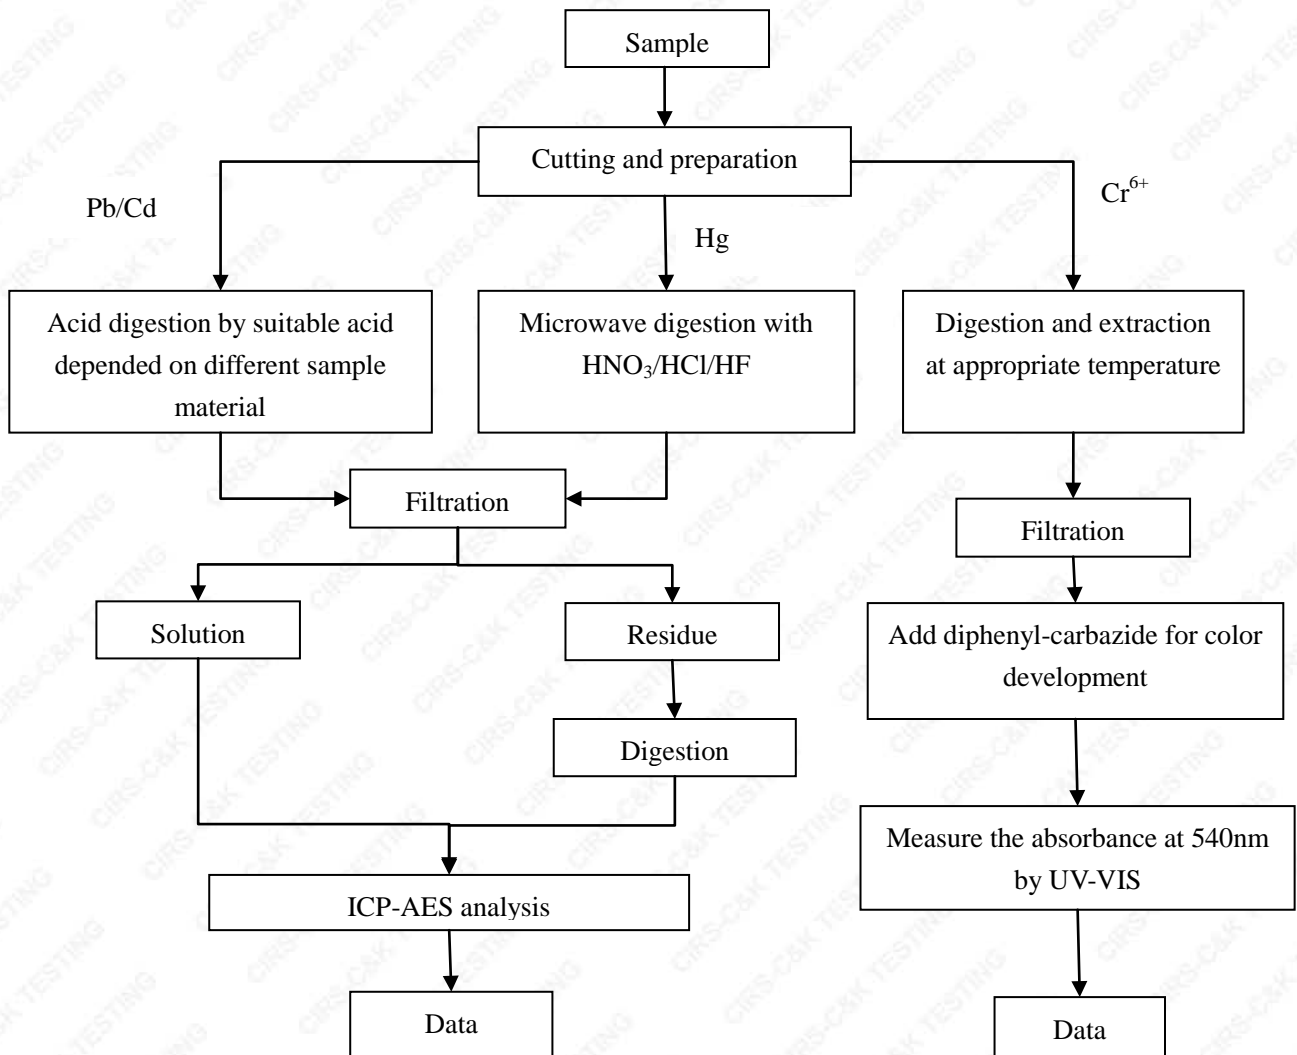 Sample
Cutting and preparation
Pb/Cd
Hg
Cr⁶⁺
Acid digestion by suitable acid
depended on different sample
material
Microwave digestion with
HNO₃/HCl/HF
Digestion and extraction
at appropriate temperature
Filtration
Filtration
Solution
Residue
Add diphenyl-carbazide for color
development
Digestion
Measure the absorbance at 540nm
by UV-VIS
ICP-AES analysis
Data
Data
CIRS-C&K TESTING